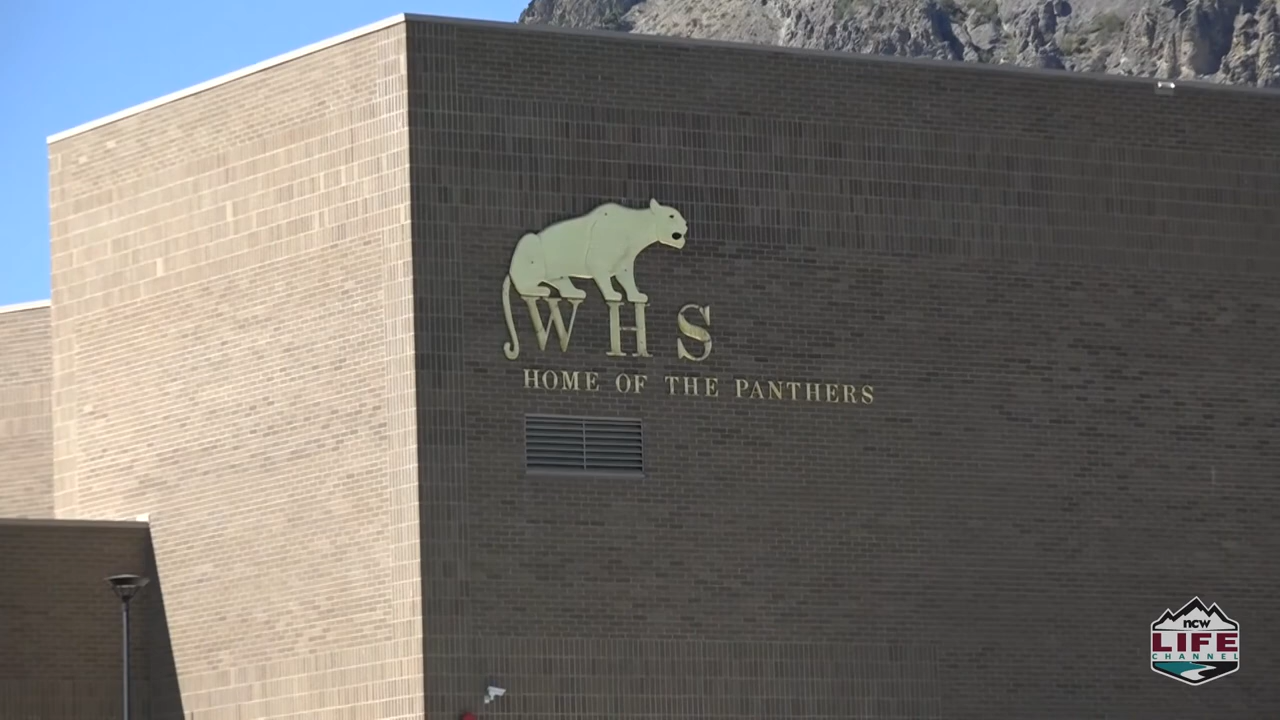 WHS
HOME OF THE PANTHERS
ncw
LIFE
CHANNEL